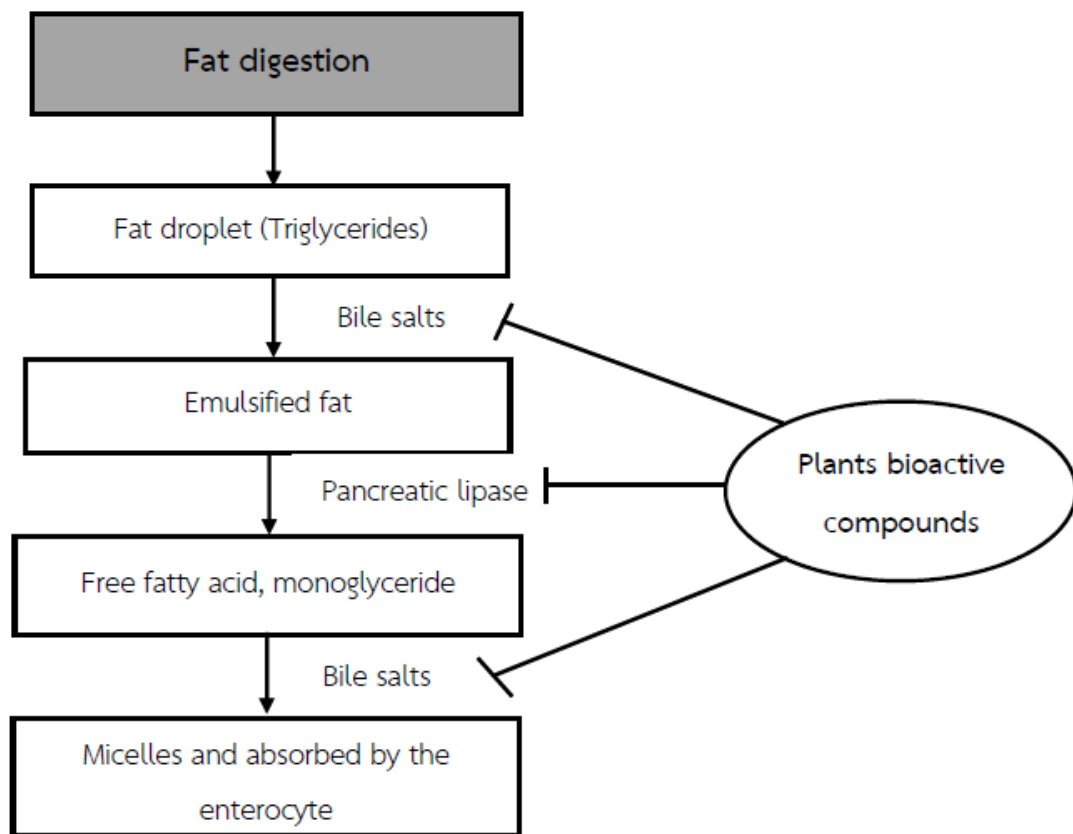 Fat digestion
Fat droplet (Triglycerides)
Bile salts
Emulsified fat
Pancreatic lipase
Plants bioactive
compounds
Free fatty acid, monoglyceride
Bile salts
Micelles and absorbed by the
enterocyte